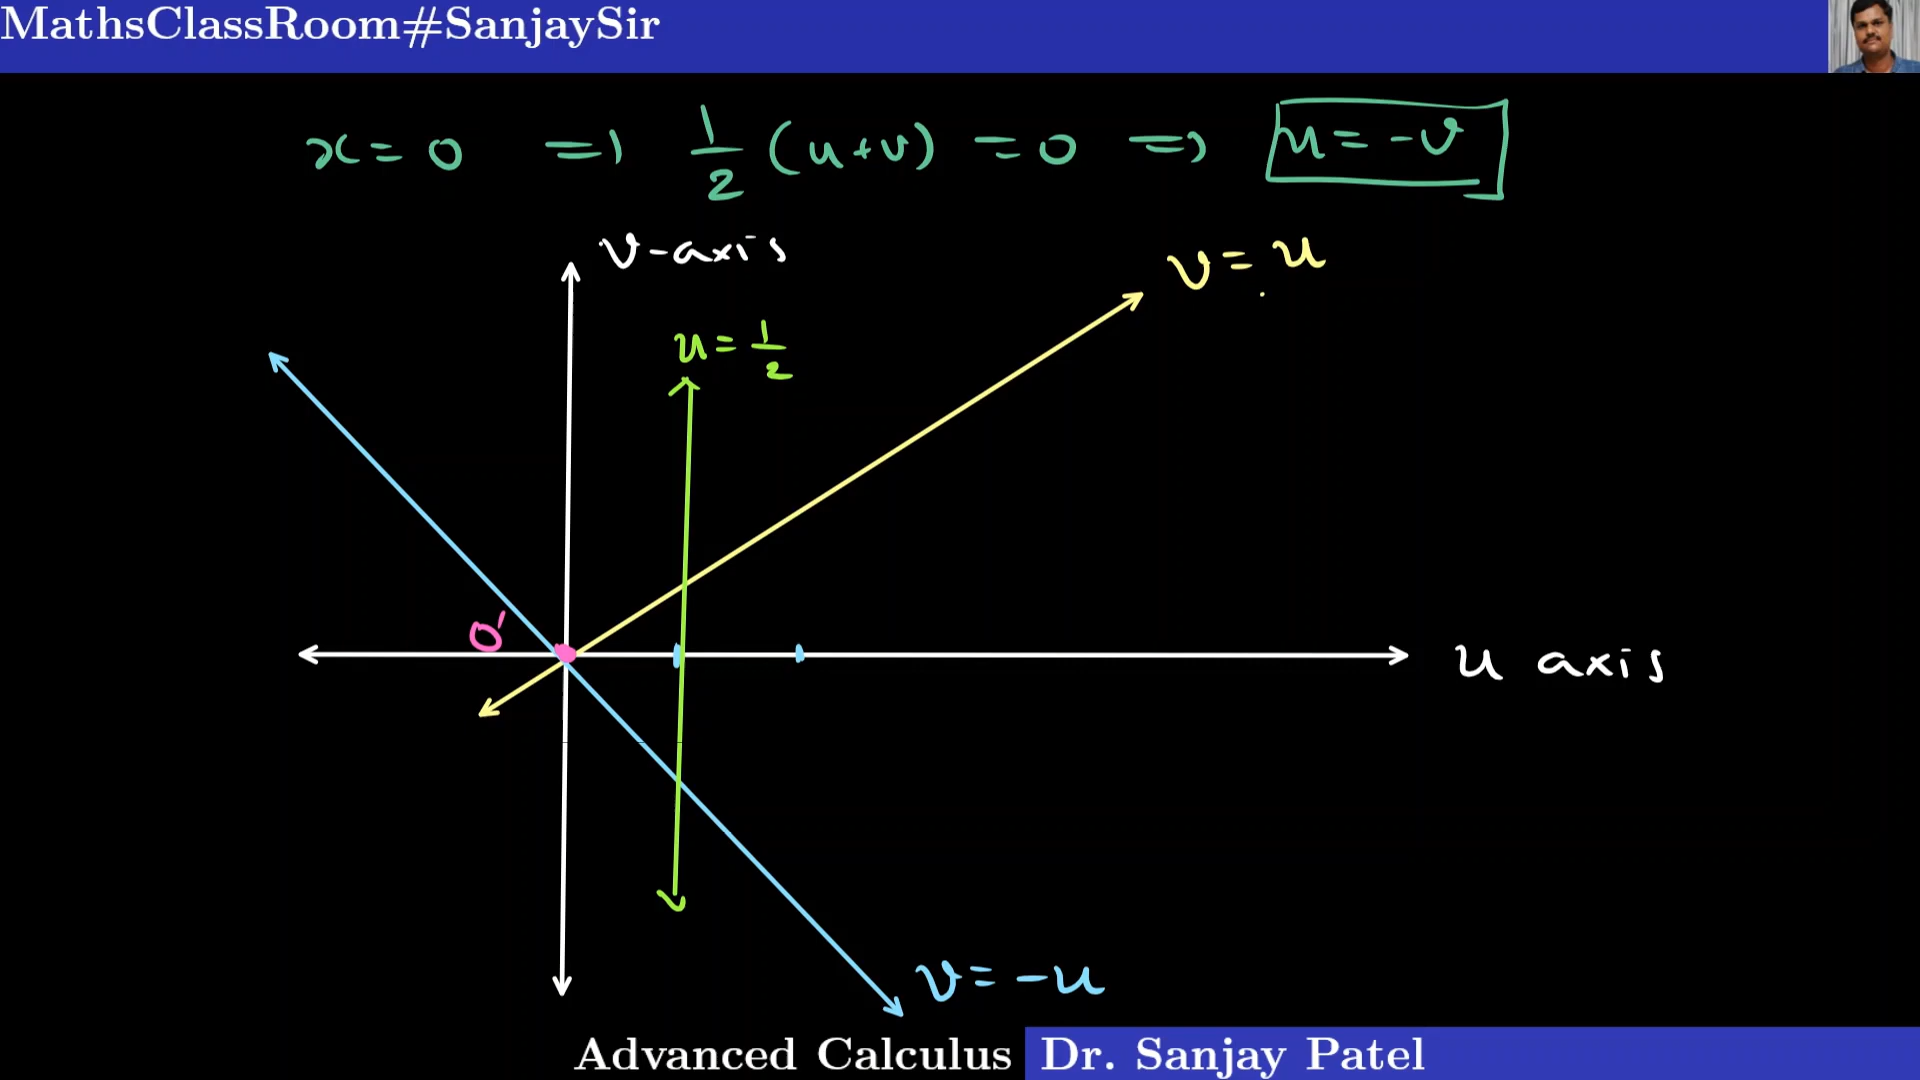 MathsClassRoom#SanjaySir
x = 0 ⇒ 1/2 (u+v) = 0 ⇒ u = -v
v-axis
v = u
u = 1/2
O'
u axis
v = -u
Advanced Calculus Dr. Sanjay Patel